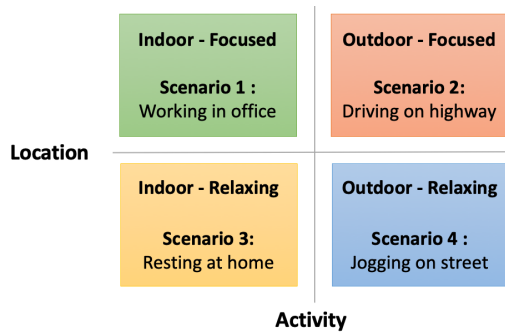 Indoor - Focused
Scenario 1 :
Working in office
Outdoor - Focused
Scenario 2:
Driving on highway
Location
Indoor - Relaxing
Scenario 3:
Resting at home
Outdoor - Relaxing
Scenario 4 :
Jogging on street
Activity